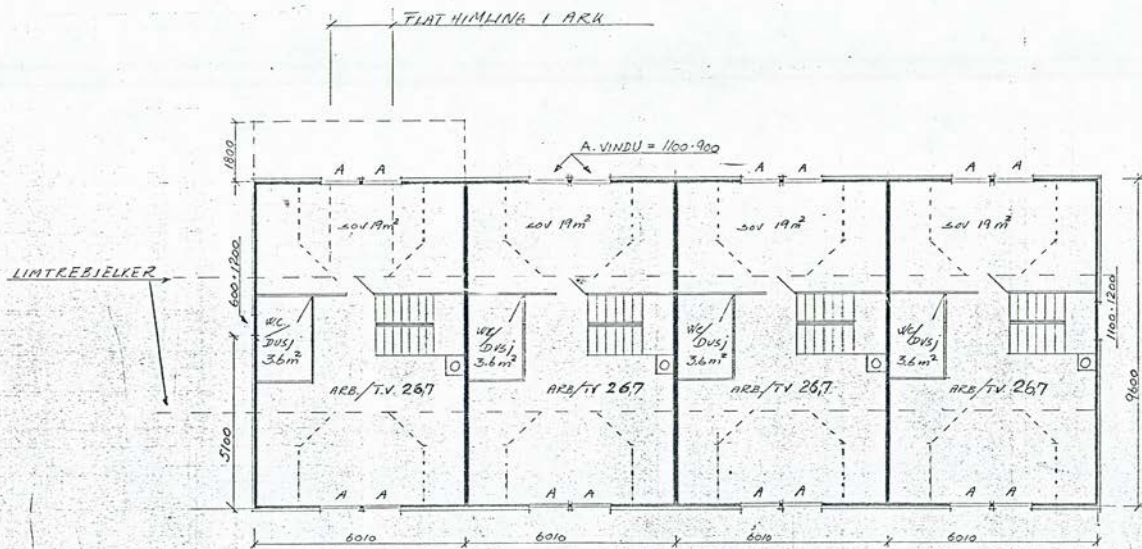 FLAT HIMLING I ARK
1800
A. VINDU = 1100·900
A A
A A
A A
SOV 19m²
SOV 19m²
SOV 19m²
SOV 19m²
LIMTREBJELKER
600·1200
1100·1200
WC/
DUSJ
3.6m²
WC/
DUSJ
3.6m²
WC/
DUSJ
3.6m²
WC/
DUSJ
3.6m²
ARB./T.V. 26,7
ARB./TV 26,7
ARB./TV 26,7
ARB./TV 26,7
9600
5100
A A
A A
A A
A A
6010
6010
6010
6010